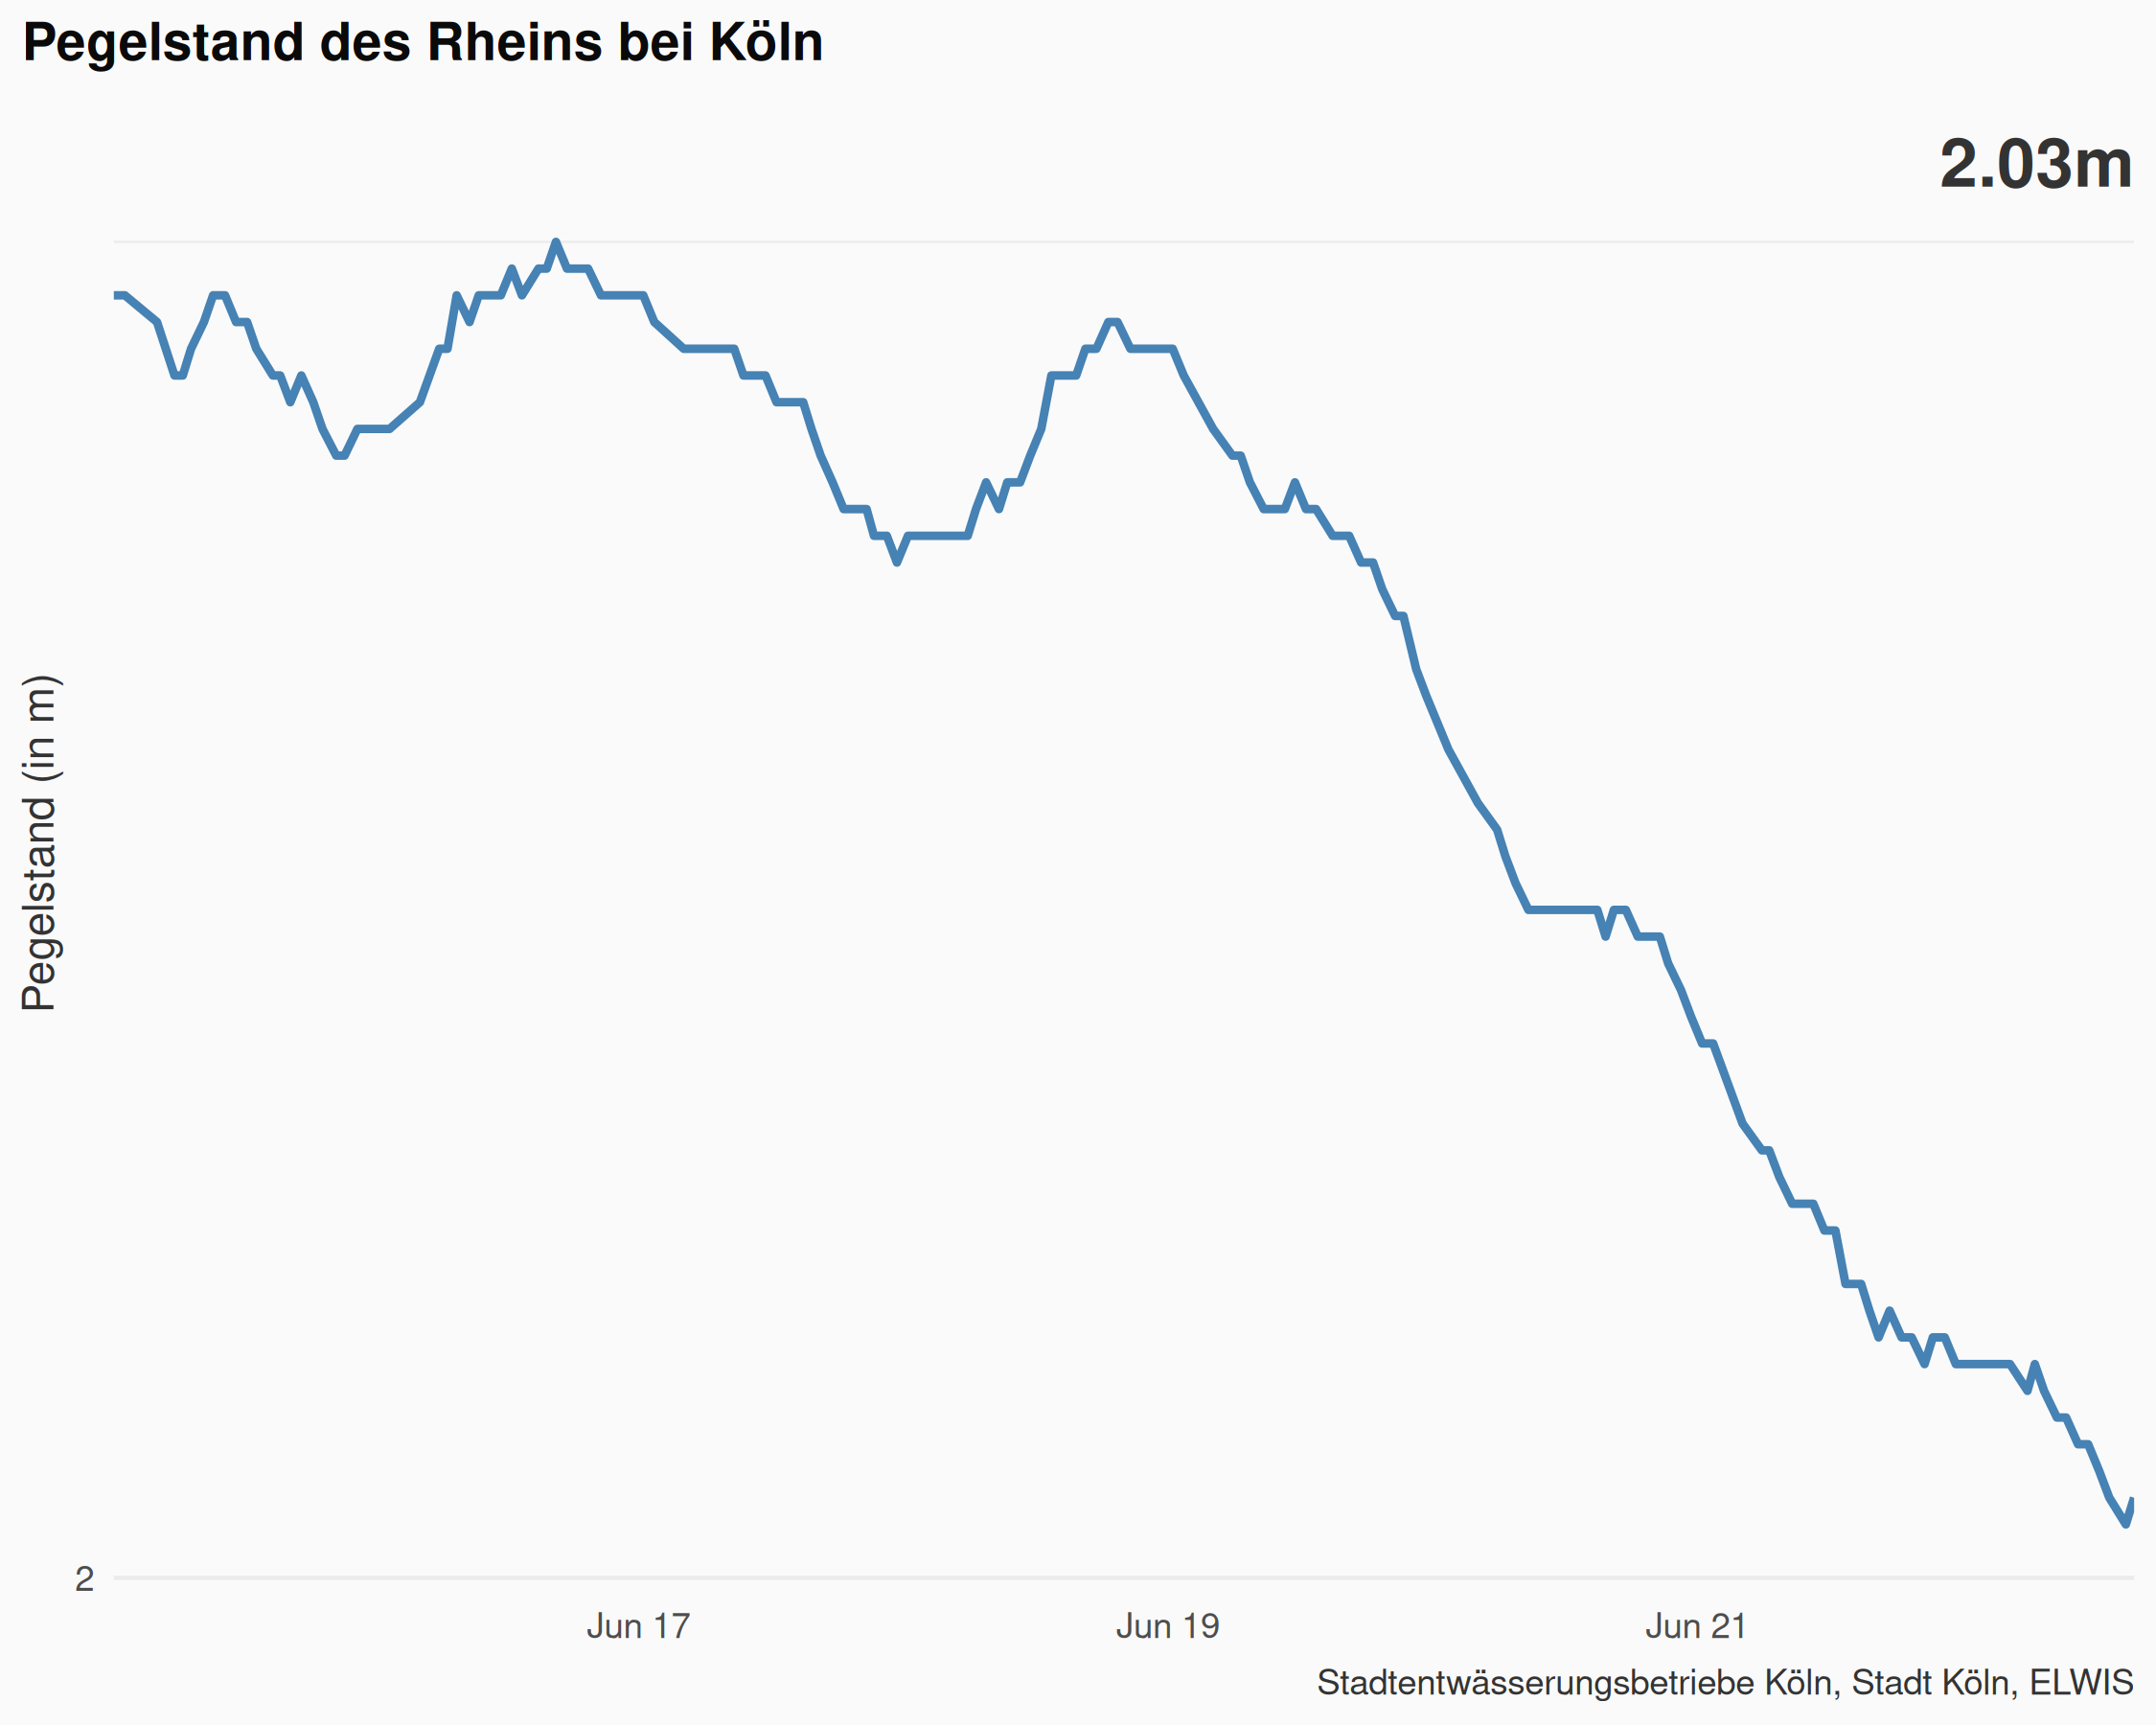 Pegelstand des Rheins bei Köln
2.03m
Pegelstand (in m)
2
Jun 17
Jun 19
Jun 21
Stadtentwässerungsbetriebe Köln, Stadt Köln, ELWIS